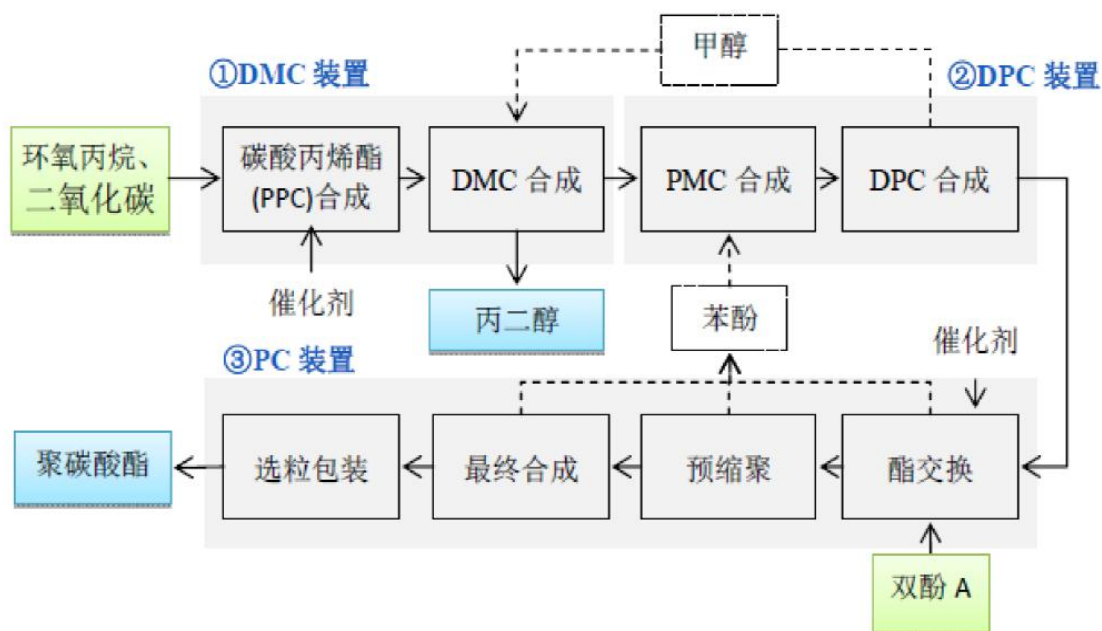 甲醇
①DMC 装置
②DPC 装置
环氧丙烷、
二氧化碳
碳酸丙烯酯
(PPC)合成
DMC 合成
PMC 合成
DPC 合成
催化剂
丙二醇
苯酚
催化剂
③PC 装置
聚碳酸酯
选粒包装
最终合成
预缩聚
酯交换
双酚 A